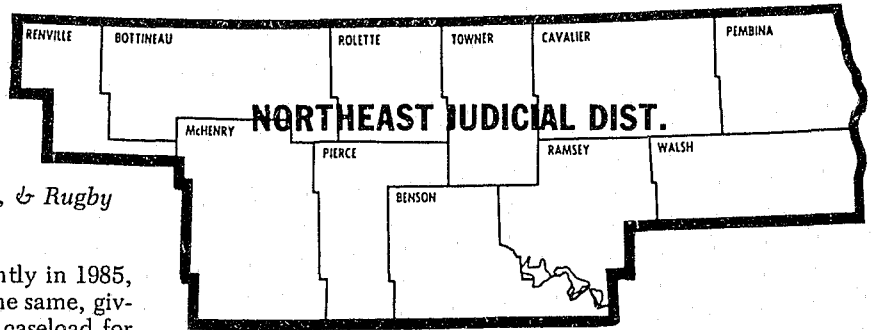 RENVILLE
BOTTINEAU
ROLETTE
TOWNER
CAVALIER
PEMBINA
NORTHEAST JUDICIAL DIST.
McHENRY
PIERCE
RAMSEY
WALSH
BENSON
, & Rugby
ntly in 1985,
ne same, giv-
caseload for